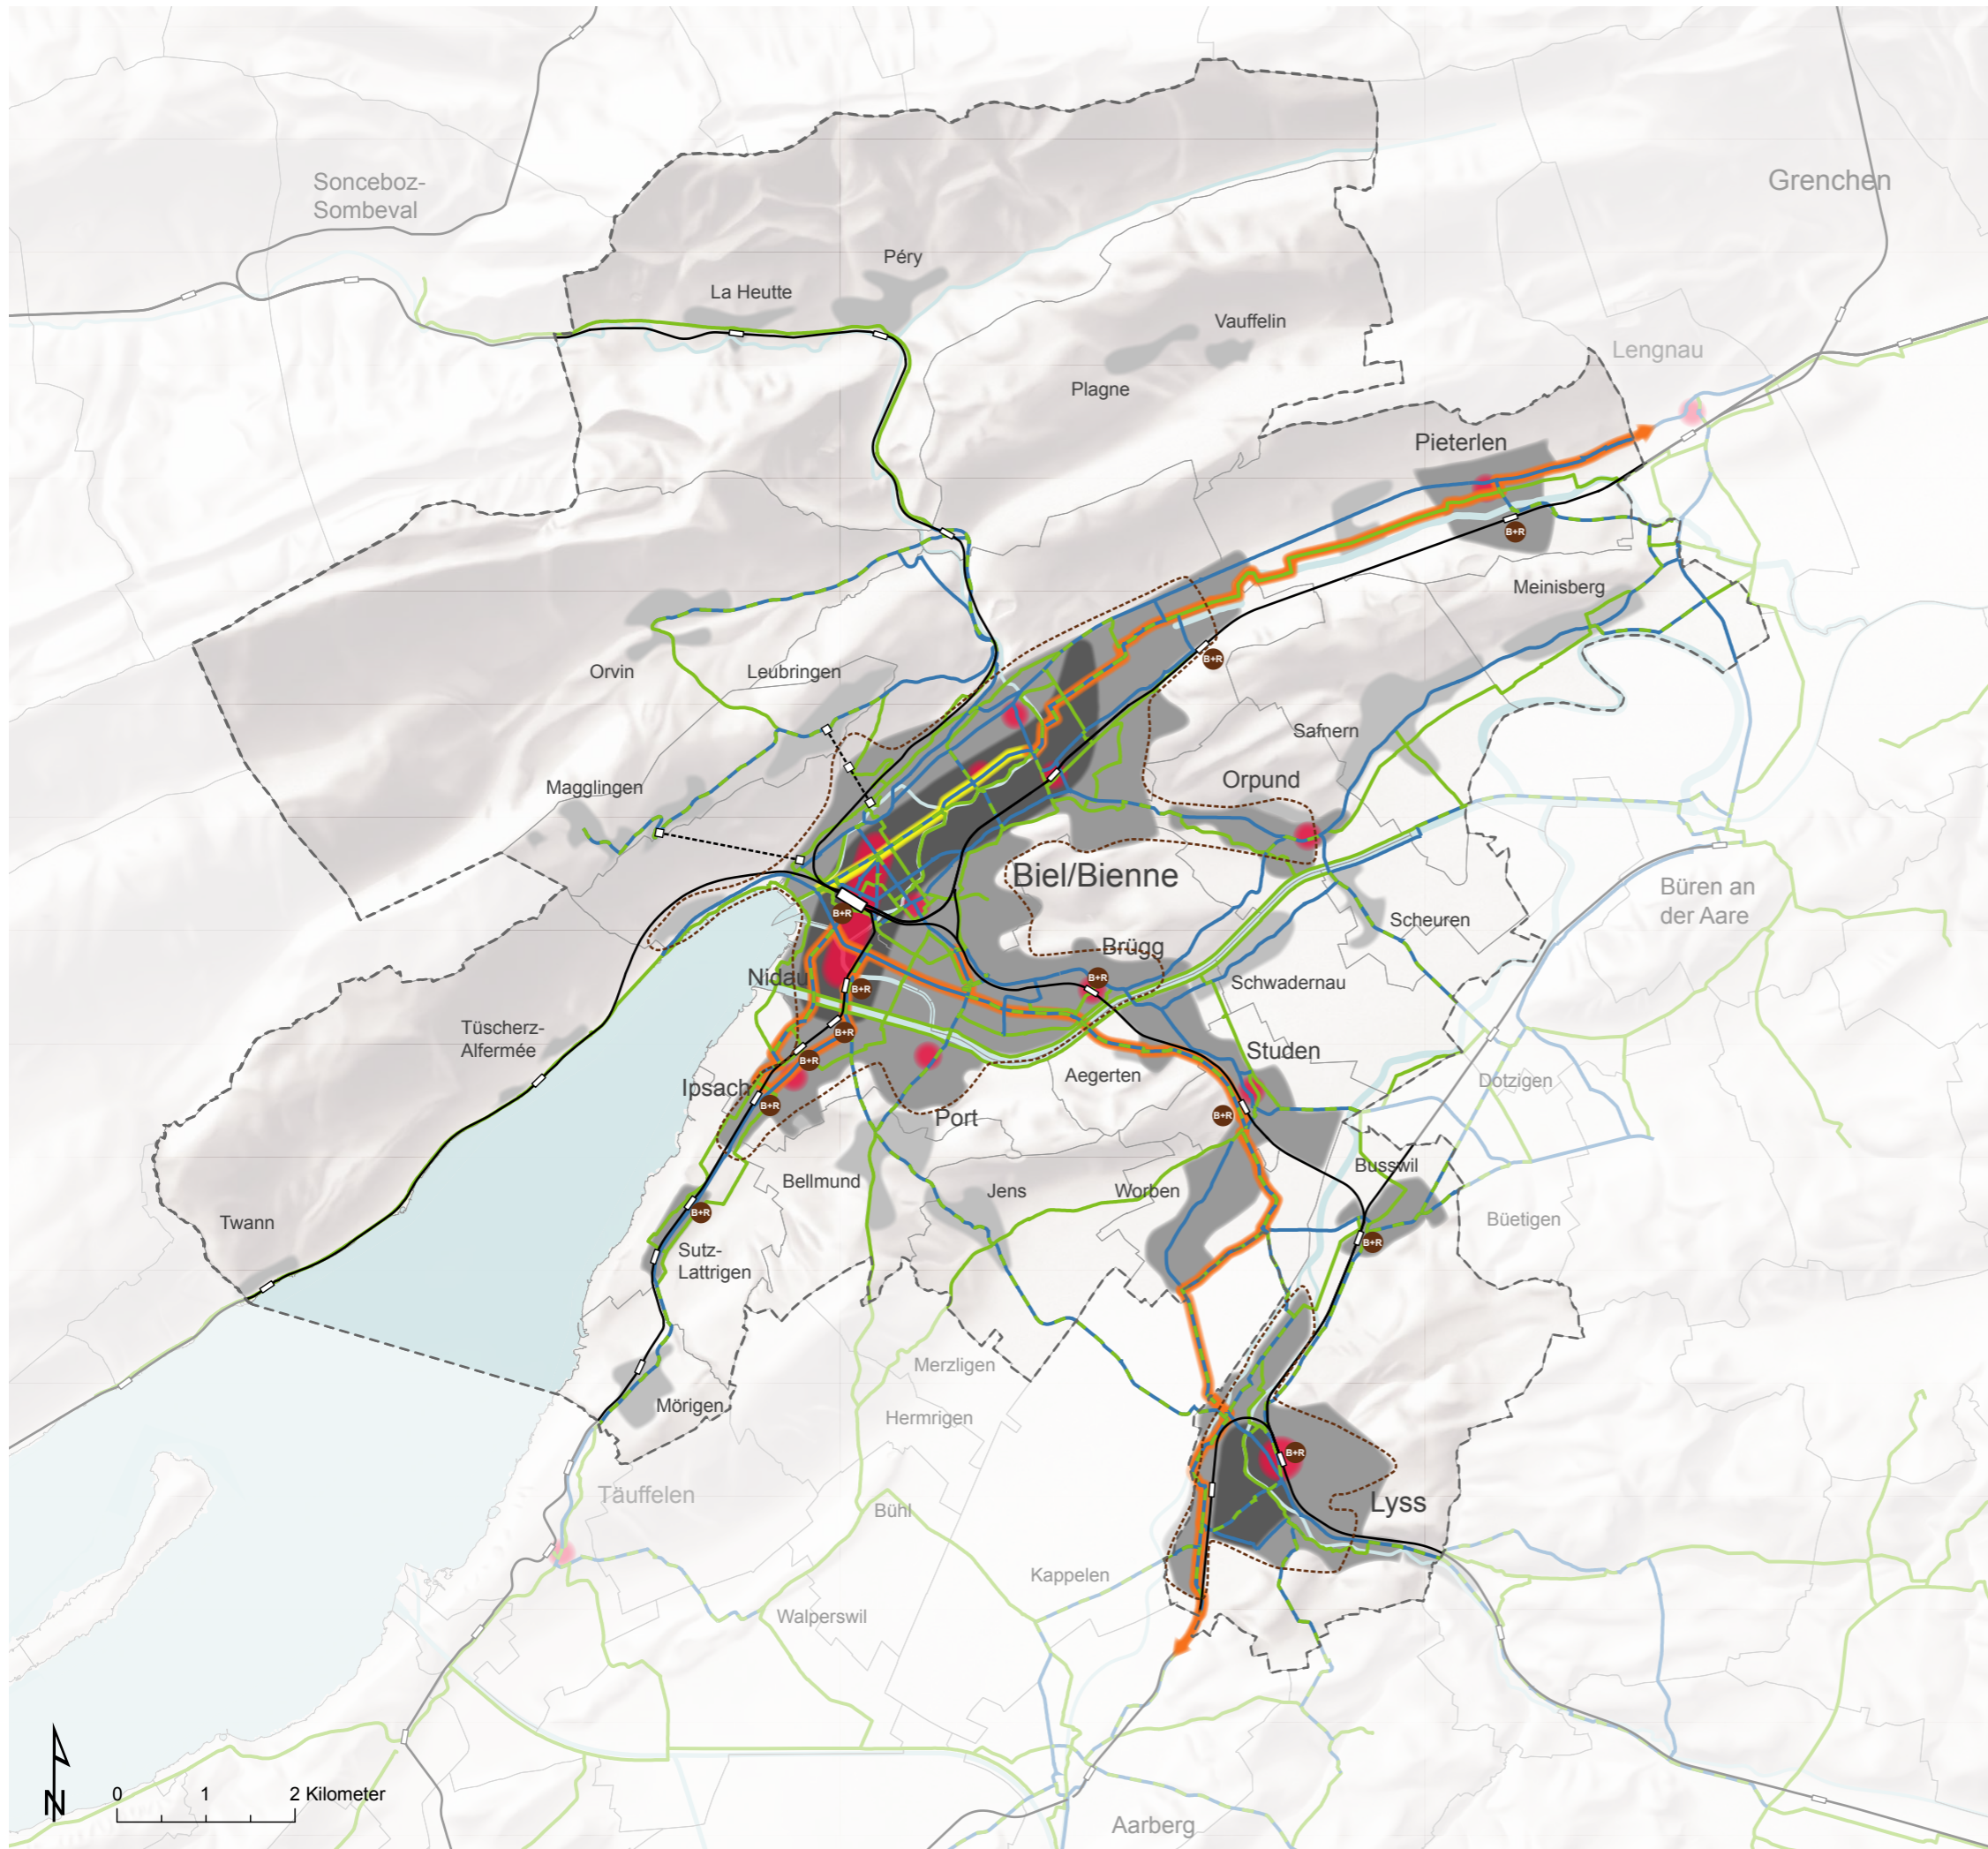 Sonceboz-
Sombeval
Grenchen
Péry
La Heutte
Vauffelin
Lengnau
Plagne
Pieterlen
B+R
Meinisberg
Orvin
Leubringen
B+R
Safnern
Magglingen
Orpund
Biel/Bienne
Büren an
der Aare
B+R
Scheuren
Brügg
Nidau
B+R
B+R
Schwadernau
Tüscherz-
Alfermée
B+R
Studen
B+R
Aegerten
Dotzigen
Ipsach
B+R
Port
B+R
Busswil
Bellmund
Jens
Worben
B+R
Twann
Büetigen
B+R
Sutz-
Lattrigen
Merzligen
Mörigen
Hermrigen
B+R
Täuffelen
Lyss
Bühl
Kappelen
Walperswil
N
0 1 2 Kilometer
Aarberg